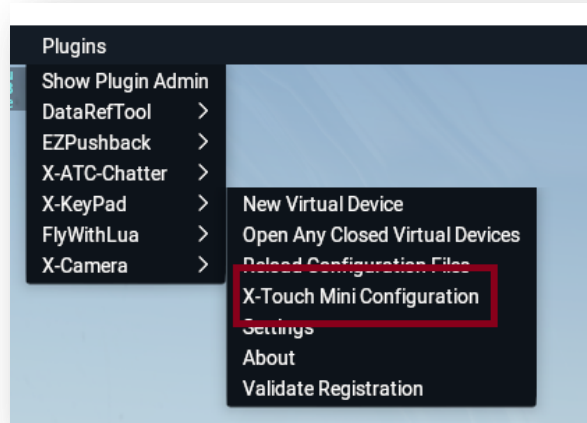 Plugins
Show Plugin Admin
DataRefTool >
EZPushback >
X-ATC-Chatter >
X-KeyPad >
FlyWithLua >
X-Camera >
New Virtual Device
Open Any Closed Virtual Devices
Reload Configuration Files
X-Touch Mini Configuration
Settings
About
Validate Registration